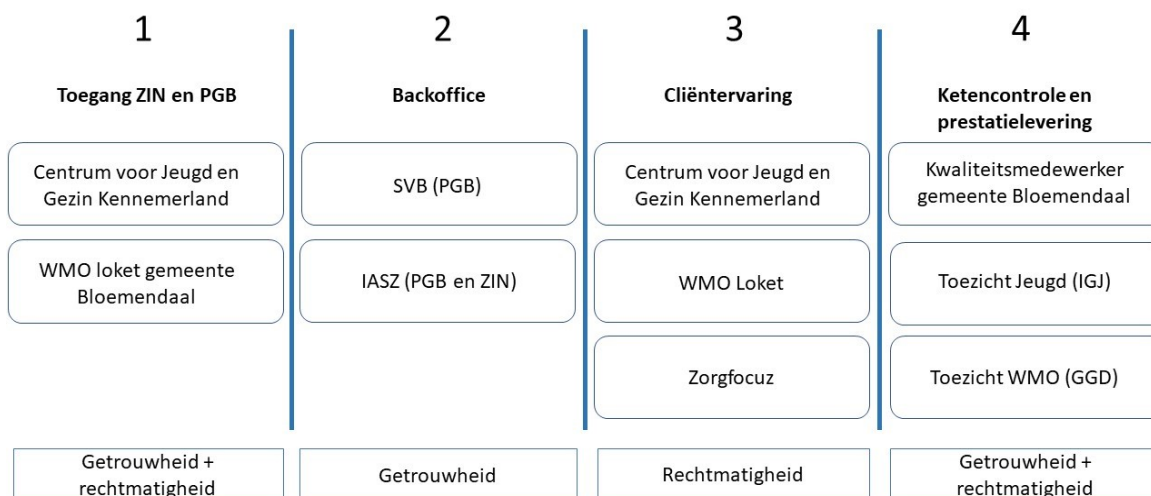 1
Toegang ZIN en PGB
Centrum voor Jeugd en
Gezin Kennemerland
WMO loket gemeente
Bloemendaal
Getrouwheid +
rechtmatigheid
2
Backoffice
SVB (PGB)
IASZ (PGB en ZIN)
Getrouwheid
3
Cliëntervaring
Centrum voor Jeugd en
Gezin Kennemerland
WMO Loket
Zorgfocuz
Rechtmatigheid
4
Ketencontrole en
prestatielevering
Kwaliteitsmedewerker
gemeente Bloemendaal
Toezicht Jeugd (IGJ)
Toezicht WMO (GGD)
Getrouwheid +
rechtmatigheid